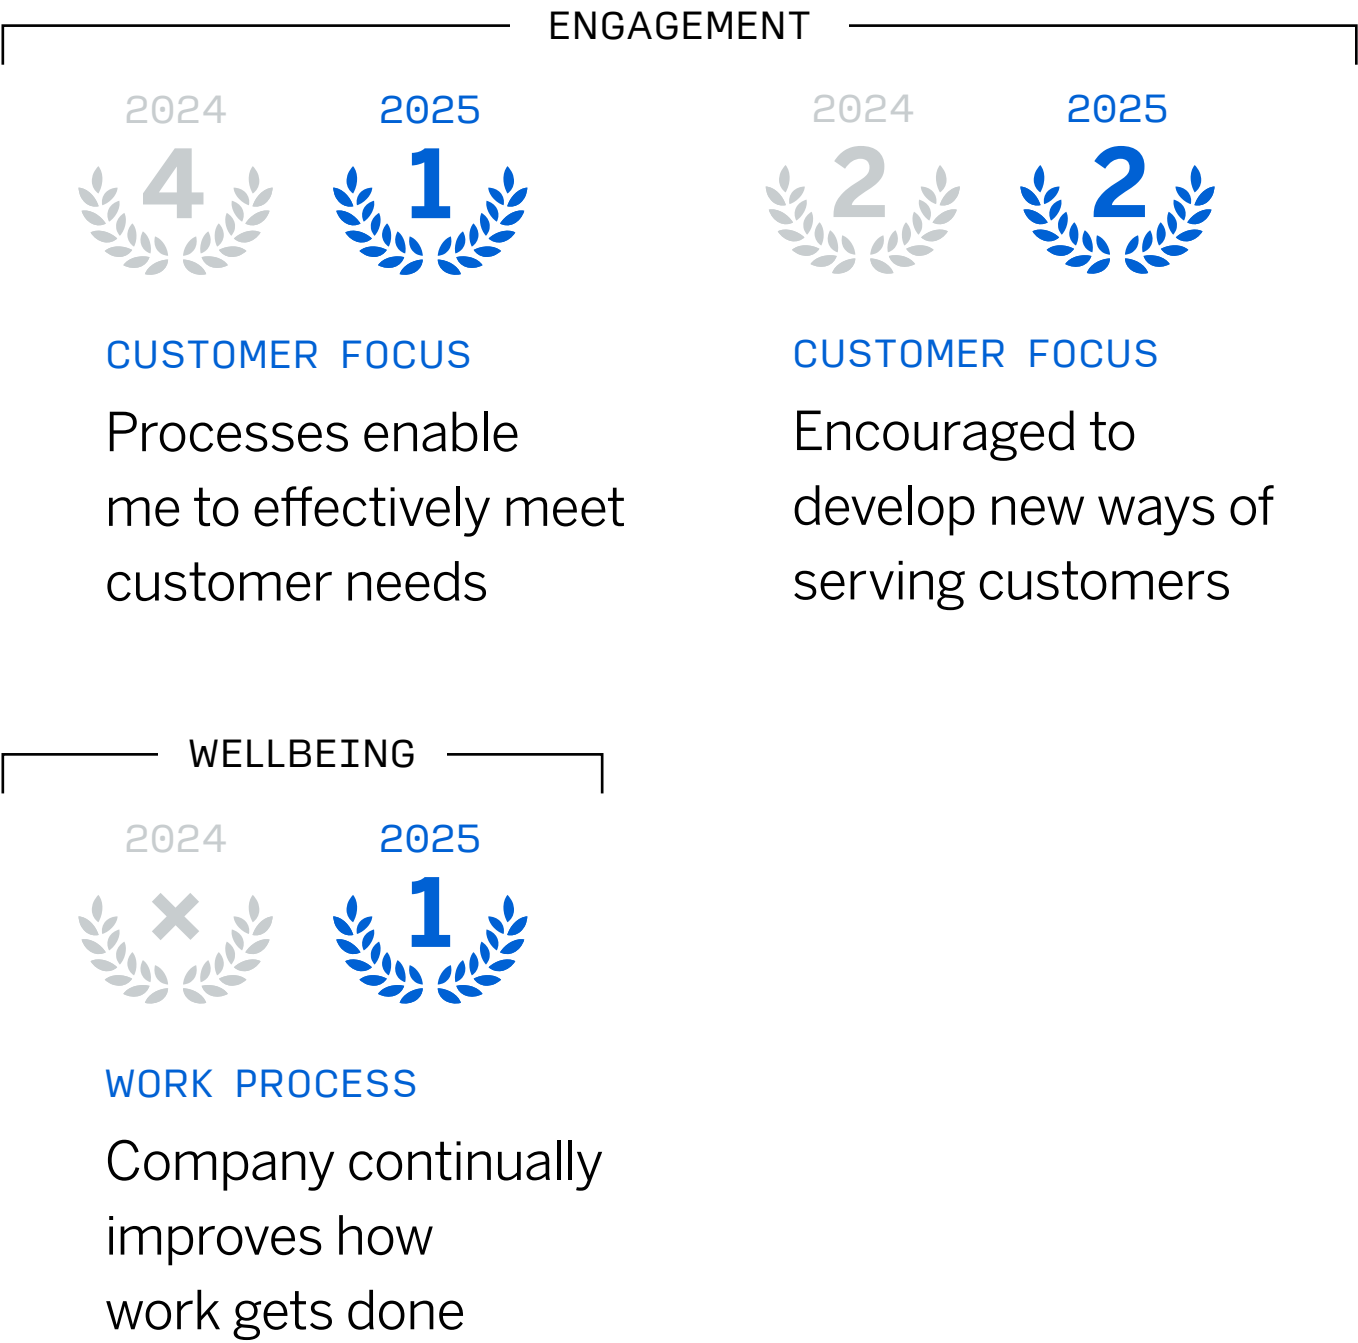 ENGAGEMENT
2024 2025
4 1
CUSTOMER FOCUS
Processes enable
me to effectively meet
customer needs
2024 2025
2 2
CUSTOMER FOCUS
Encouraged to
develop new ways of
serving customers
WELLBEING
2024 2025
× 1
WORK PROCESS
Company continually
improves how
work gets done